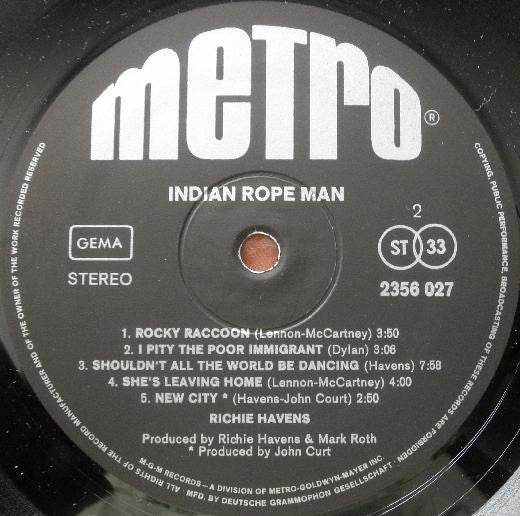 metro®
INDIAN ROPE MAN
2
GEMA
ST 33
STEREO
2356 027
1. ROCKY RACCOON (Lennon-McCartney) 3:50
2. I PITY THE POOR IMMIGRANT (Dylan) 3:06
3. SHOULDN'T ALL THE WORLD BE DANCING (Havens) 7:58
4. SHE'S LEAVING HOME (Lennon-McCartney) 4:00
5. NEW CITY * (Havens-John Court) 2:50
RICHIE HAVENS
Produced by Richie Havens & Mark Roth
* Produced by John Curt
M-G-M RECORDS – A DIVISION OF METRO-GOLDWYN-MAYER INC.
ALL RIGHTS OF THE RECORD MANUFACTURER AND OF THE OWNER OF THE WORK RECORDED RESERVED
COPYING, PUBLIC PERFORMANCE, BROADCASTING OF THESE RECORDS ARE FORBIDDEN · MFD. BY DEUTSCHE GRAMMOPHON GESELLSCHAFT ·